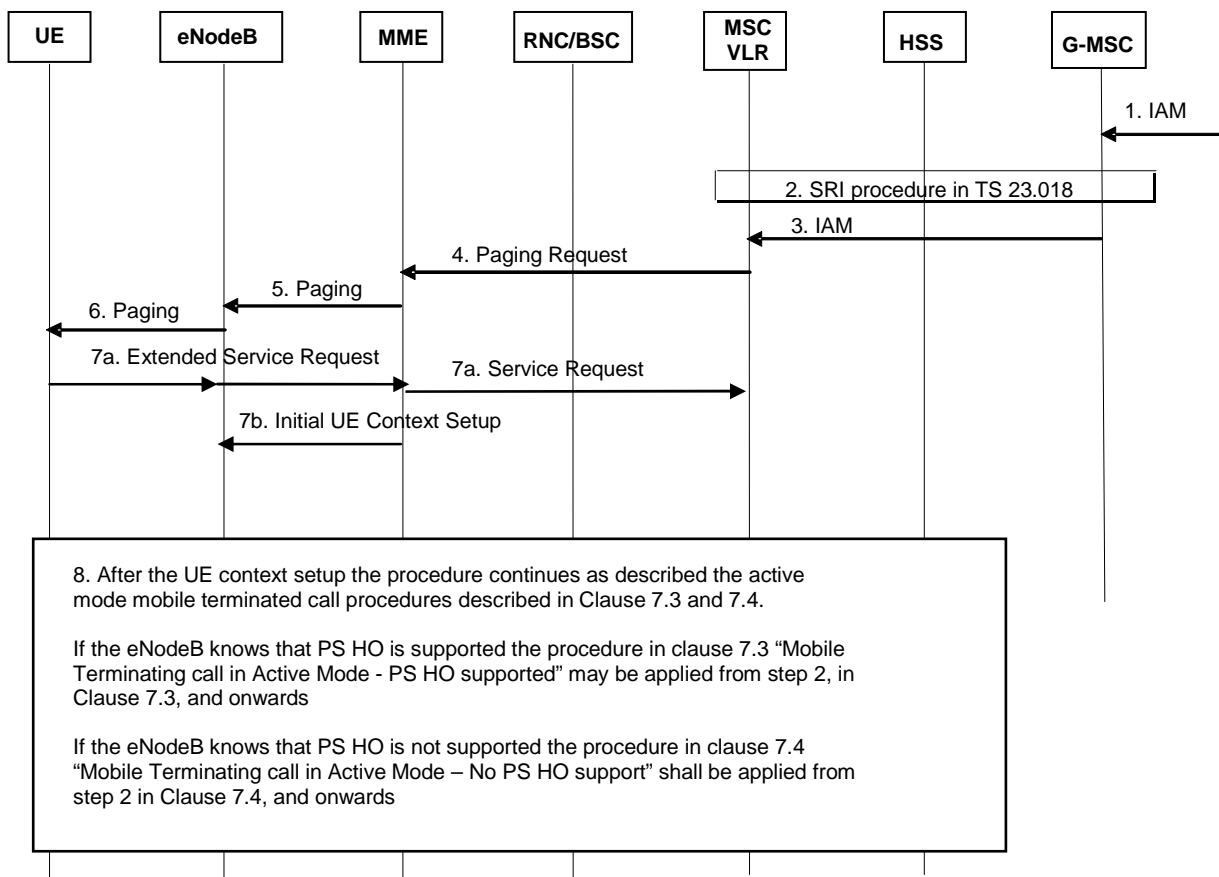 UE
eNodeB
MME
RNC/BSC
MSC
VLR
HSS
G-MSC
1. IAM
2. SRI procedure in TS 23.018
3. IAM
4. Paging Request
5. Paging
6. Paging
7a. Extended Service Request
7a. Service Request
7b. Initial UE Context Setup
8. After the UE context setup the procedure continues as described the active
mode mobile terminated call procedures described in Clause 7.3 and 7.4.
If the eNodeB knows that PS HO is supported the procedure in clause 7.3 “Mobile
Terminating call in Active Mode - PS HO supported” may be applied from step 2, in
Clause 7.3, and onwards
If the eNodeB knows that PS HO is not supported the procedure in clause 7.4
“Mobile Terminating call in Active Mode – No PS HO support” shall be applied from
step 2 in Clause 7.4, and onwards